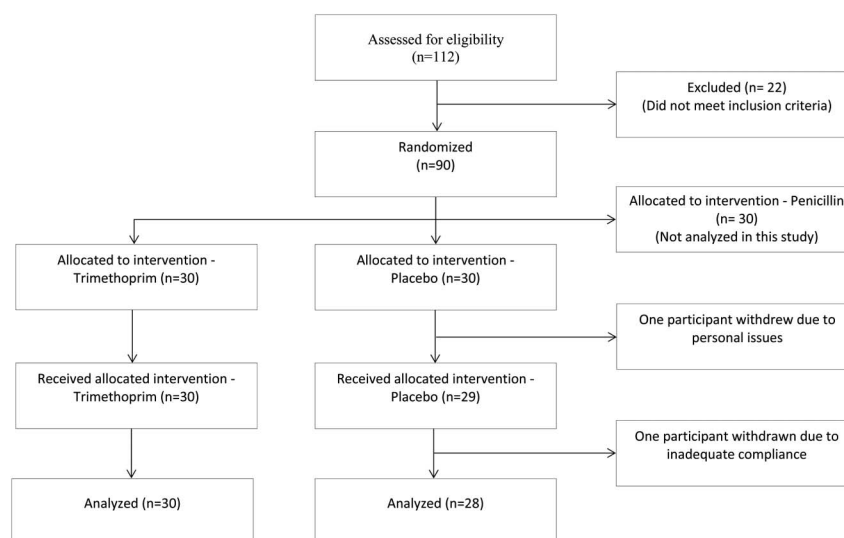 Assessed for eligibility
(n=112)
Excluded (n= 22)
(Did not meet inclusion criteria)
Randomized
(n=90)
Allocated to intervention - Penicillin
(n= 30)
(Not analyzed in this study)
Allocated to intervention -
Trimethoprim (n=30)
Allocated to intervention -
Placebo (n=30)
One participant withdrew due to
personal issues
Received allocated intervention -
Trimethoprim (n=30)
Received allocated intervention -
Placebo (n=29)
One participant withdrawn due to
inadequate compliance
Analyzed (n=30)
Analyzed (n=28)